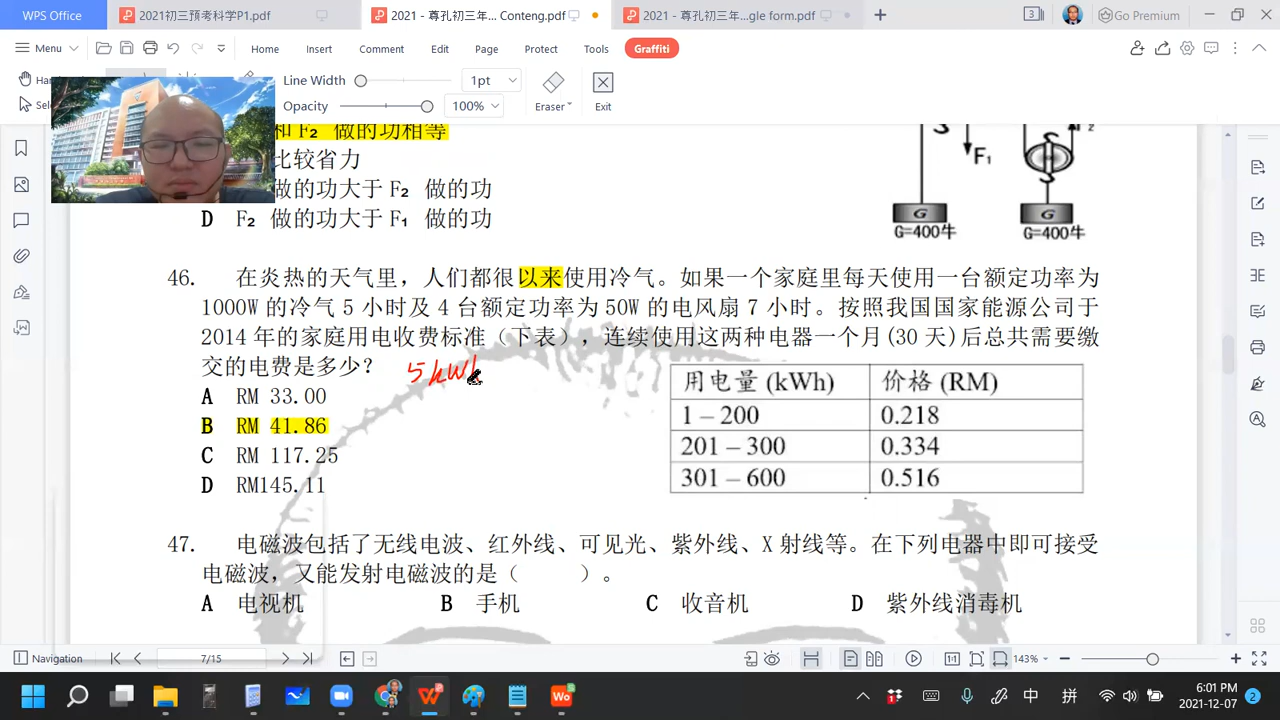 WPS Office
2021初三预考科学P1.pdf
2021 - 尊孔初三年... Conteng.pdf
2021 - 尊孔初三年...gle form.pdf
3
Go Premium
Menu
Home
Insert
Comment
Edit
Page
Protect
Tools
Graffiti
Line Width
1pt
Opacity
100%
Eraser
Exit
和 F₂ 做的功相等
比较省力
做的功大于 F₂ 做的功
D F₂ 做的功大于 F₁ 做的功
F₁
G
G
G=400牛
G=400牛
46. 在炎热的天气里，人们都很以来使用冷气。如果一个家庭里每天使用一台额定功率为
1000W 的冷气 5 小时及 4 台额定功率为 50W 的电风扇 7 小时。按照我国国家能源公司于
2014 年的家庭用电收费标准（下表），连续使用这两种电器一个月(30 天)后总共需要缴
交的电费是多少？
5 kWh
A RM 33.00
B RM 41.86
C RM 117.25
D RM145.11
用电量 (kWh) 价格 (RM)
1 – 200 0.218
201 – 300 0.334
301 – 600 0.516
47. 电磁波包括了无线电波、红外线、可见光、紫外线、X 射线等。在下列电器中即可接受
电磁波，又能发射电磁波的是（ ）。
A 电视机 B 手机 C 收音机 D 紫外线消毒机
Navigation
7/15
143%
中
拼
6:01 PM
2021-12-07
2